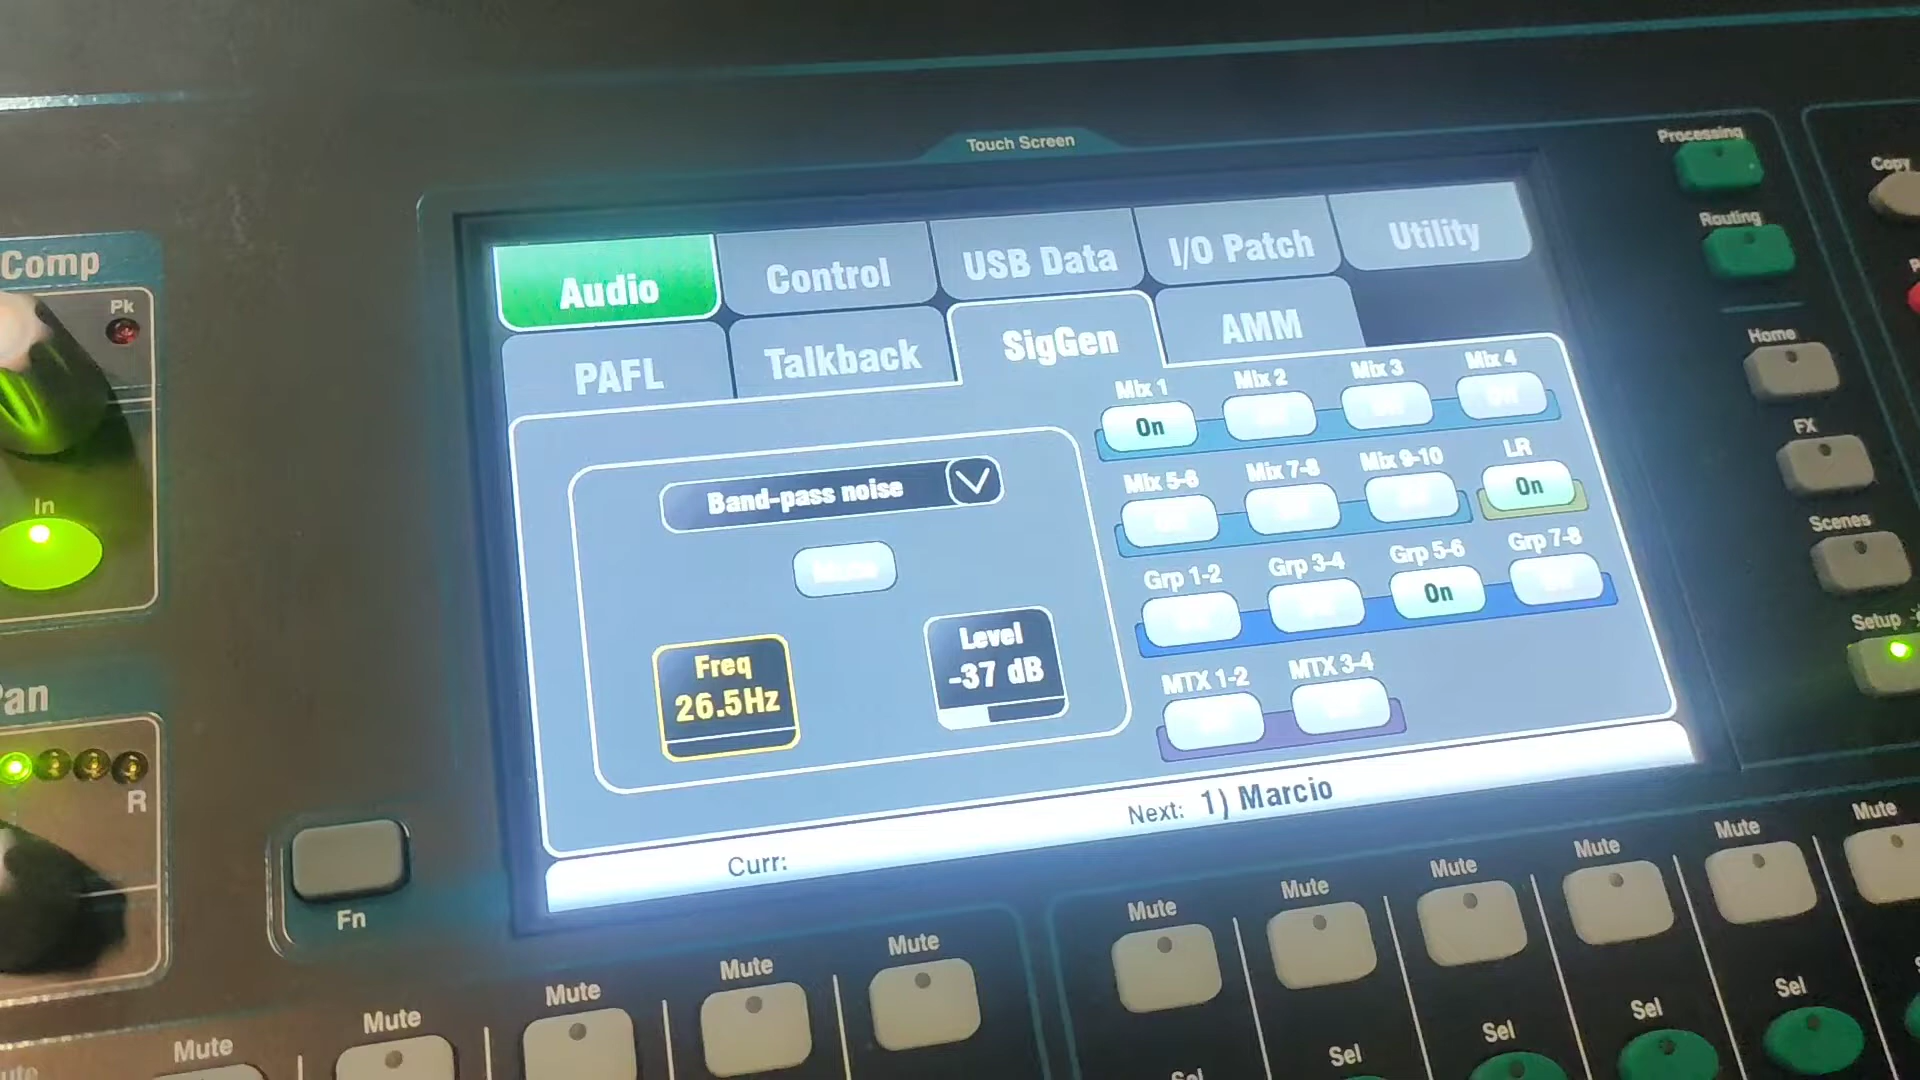 Touch Screen
Processing
Copy
Routing
Comp
Pk
Audio
Control
USB Data
I/O Patch
Utility
PAFL
Talkback
SigGen
AMM
Home
Mix 1
Mix 2
Mix 3
Mix 4
On
FX
Band-pass noise
Mix 5-6
Mix 7-8
Mix 9-10
LR
On
In
Scenes
Mute
Grp 1-2
Grp 3-4
Grp 5-6
Grp 7-8
On
Setup
Freq
26.5Hz
Level
-37 dB
MTX 1-2
MTX 3-4
R
Curr:
Next: 1) Marcio
Fn
Mute
Mute
Mute
Mute
Mute
Mute
Mute
Mute
Mute
Mute
Mute
Sel
Sel
Sel
Sel
Sel